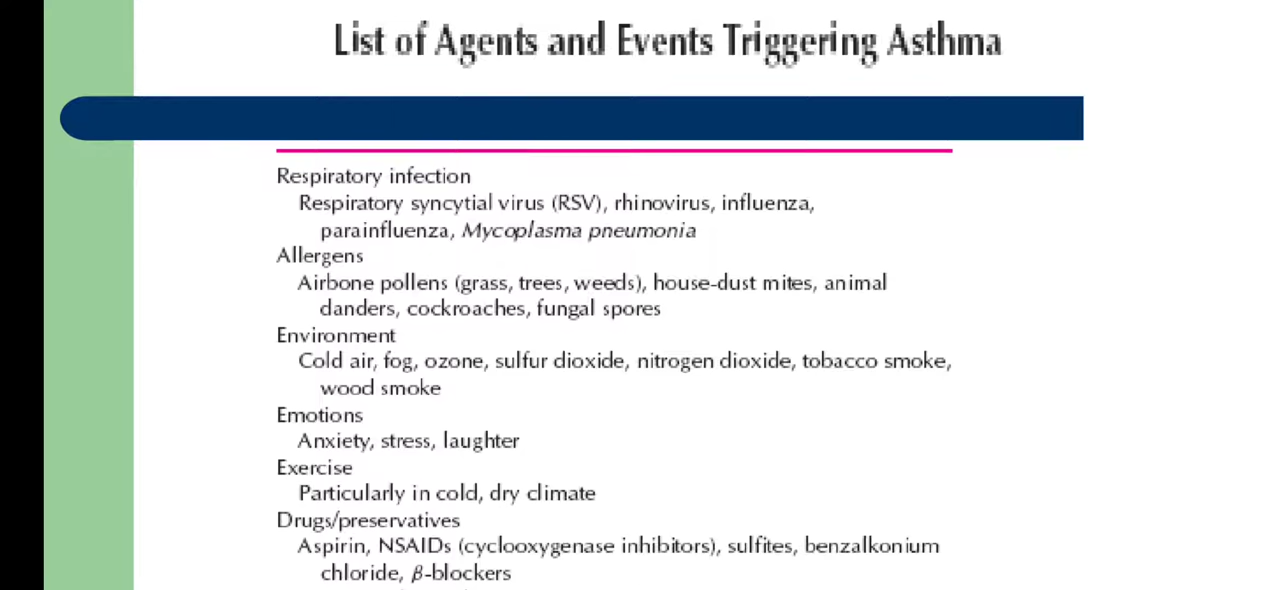 List of Agents and Events Triggering Asthma
Respiratory infection
Respiratory syncytial virus (RSV), rhinovirus, influenza,
parainfluenza, Mycoplasma pneumonia
Allergens
Airbone pollens (grass, trees, weeds), house-dust mites, animal
danders, cockroaches, fungal spores
Environment
Cold air, fog, ozone, sulfur dioxide, nitrogen dioxide, tobacco smoke,
wood smoke
Emotions
Anxiety, stress, laughter
Exercise
Particularly in cold, dry climate
Drugs/preservatives
Aspirin, NSAIDs (cyclooxygenase inhibitors), sulfites, benzalkonium
chloride, β-blockers